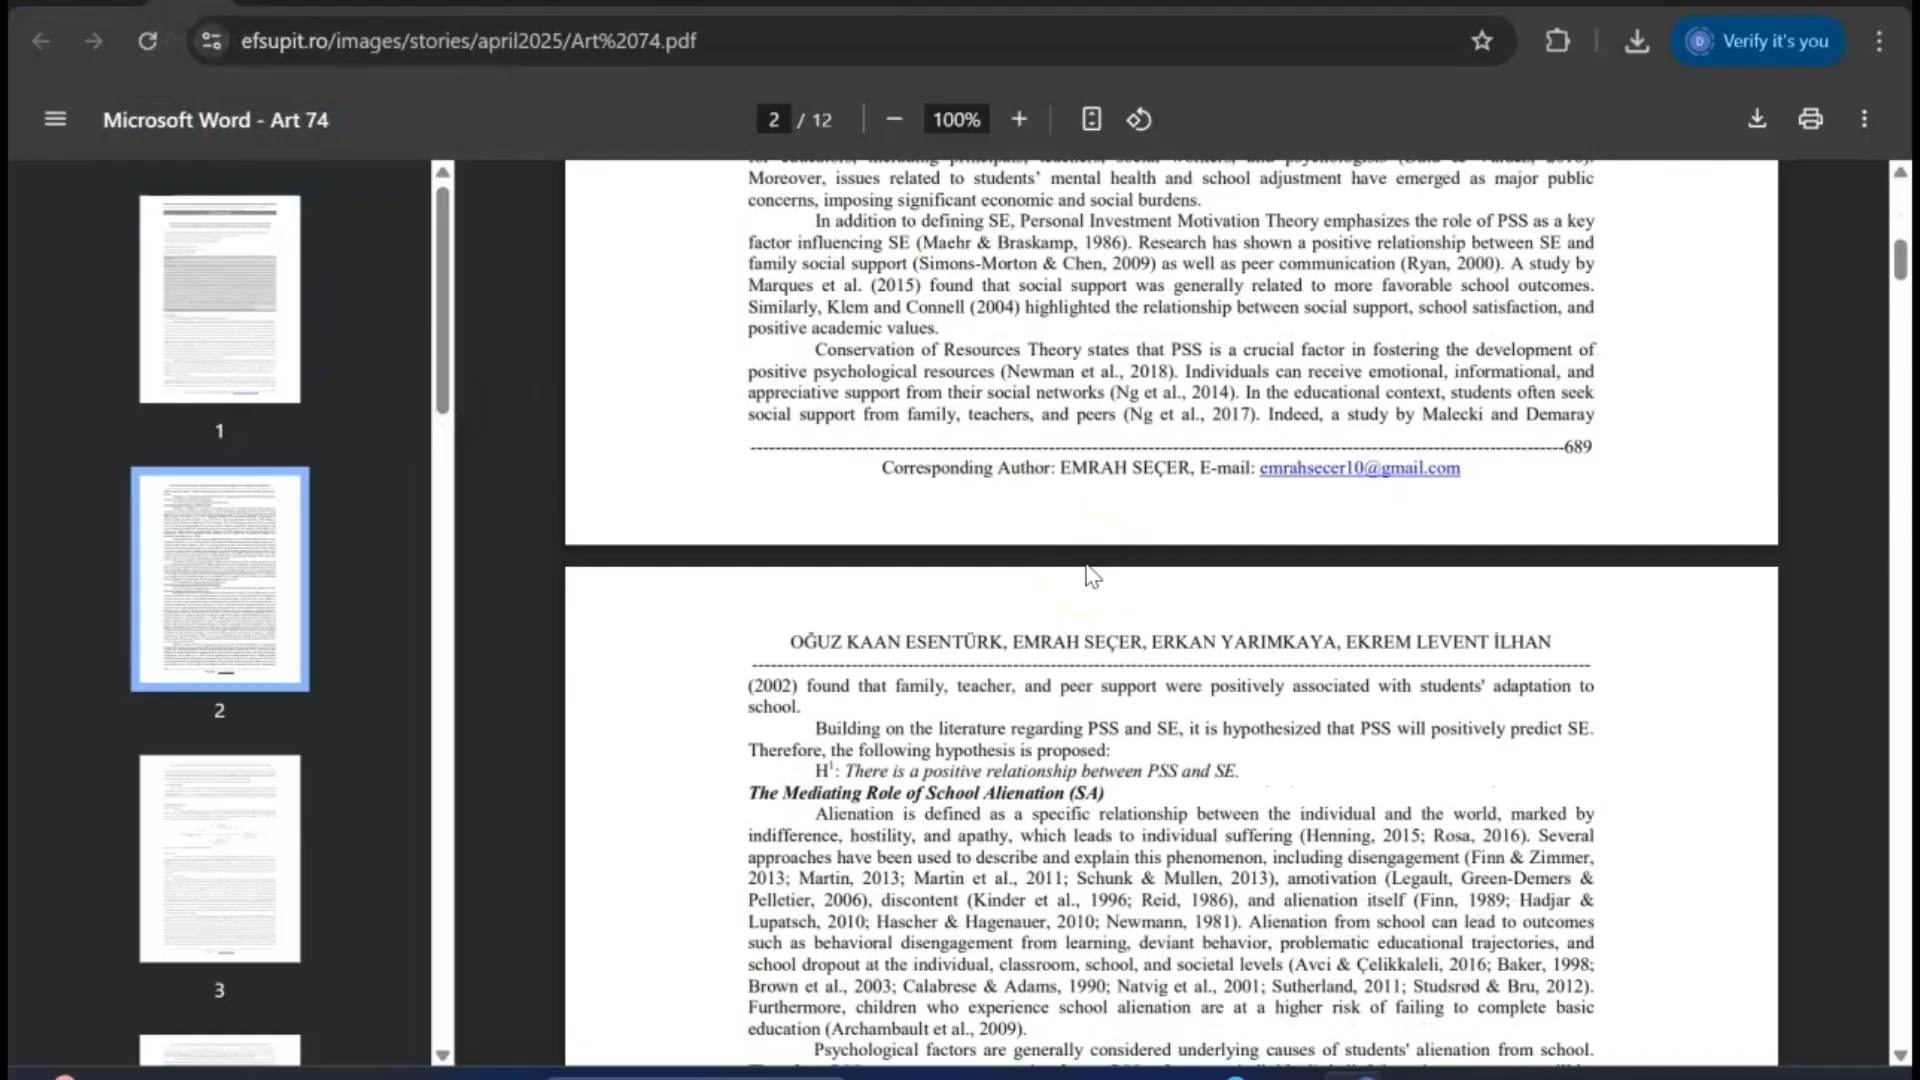 efsupit.ro/images/stories/april2025/Art%2074.pdf
Verify it's you
Microsoft Word - Art 74
2 / 12
100%
Moreover, issues related to students’ mental health and school adjustment have emerged as major public
concerns, imposing significant economic and social burdens.
In addition to defining SE, Personal Investment Motivation Theory emphasizes the role of PSS as a key
factor influencing SE (Maehr & Braskamp, 1986). Research has shown a positive relationship between SE and
family social support (Simons-Morton & Chen, 2009) as well as peer communication (Ryan, 2000). A study by
Marques et al. (2015) found that social support was generally related to more favorable school outcomes.
Similarly, Klem and Connell (2004) highlighted the relationship between social support, school satisfaction, and
positive academic values.
Conservation of Resources Theory states that PSS is a crucial factor in fostering the development of
positive psychological resources (Newman et al., 2018). Individuals can receive emotional, informational, and
appreciative support from their social networks (Ng et al., 2014). In the educational context, students often seek
social support from family, teachers, and peers (Ng et al., 2017). Indeed, a study by Malecki and Demaray
689
Corresponding Author: EMRAH SEÇER, E-mail: emrahsecer10@gmail.com
OĞUZ KAAN ESENTÜRK, EMRAH SEÇER, ERKAN YARIMKAYA, EKREM LEVENT İLHAN
(2002) found that family, teacher, and peer support were positively associated with students' adaptation to
school.
Building on the literature regarding PSS and SE, it is hypothesized that PSS will positively predict SE.
Therefore, the following hypothesis is proposed:
H1: There is a positive relationship between PSS and SE.
The Mediating Role of School Alienation (SA)
Alienation is defined as a specific relationship between the individual and the world, marked by
indifference, hostility, and apathy, which leads to individual suffering (Henning, 2015; Rosa, 2016). Several
approaches have been used to describe and explain this phenomenon, including disengagement (Finn & Zimmer,
2013; Martin, 2013; Martin et al., 2011; Schunk & Mullen, 2013), amotivation (Legault, Green-Demers &
Pelletier, 2006), discontent (Kinder et al., 1996; Reid, 1986), and alienation itself (Finn, 1989; Hadjar &
Lupatsch, 2010; Hascher & Hagenauer, 2010; Newmann, 1981). Alienation from school can lead to outcomes
such as behavioral disengagement from learning, deviant behavior, problematic educational trajectories, and
school dropout at the individual, classroom, school, and societal levels (Avci & Çelikkaleli, 2016; Baker, 1998;
Brown et al., 2003; Calabrese & Adams, 1990; Natvig et al., 2001; Sutherland, 2011; Studsrød & Bru, 2012).
Furthermore, children who experience school alienation are at a higher risk of failing to complete basic
education (Archambault et al., 2009).
Psychological factors are generally considered underlying causes of students' alienation from school.
1
2
3